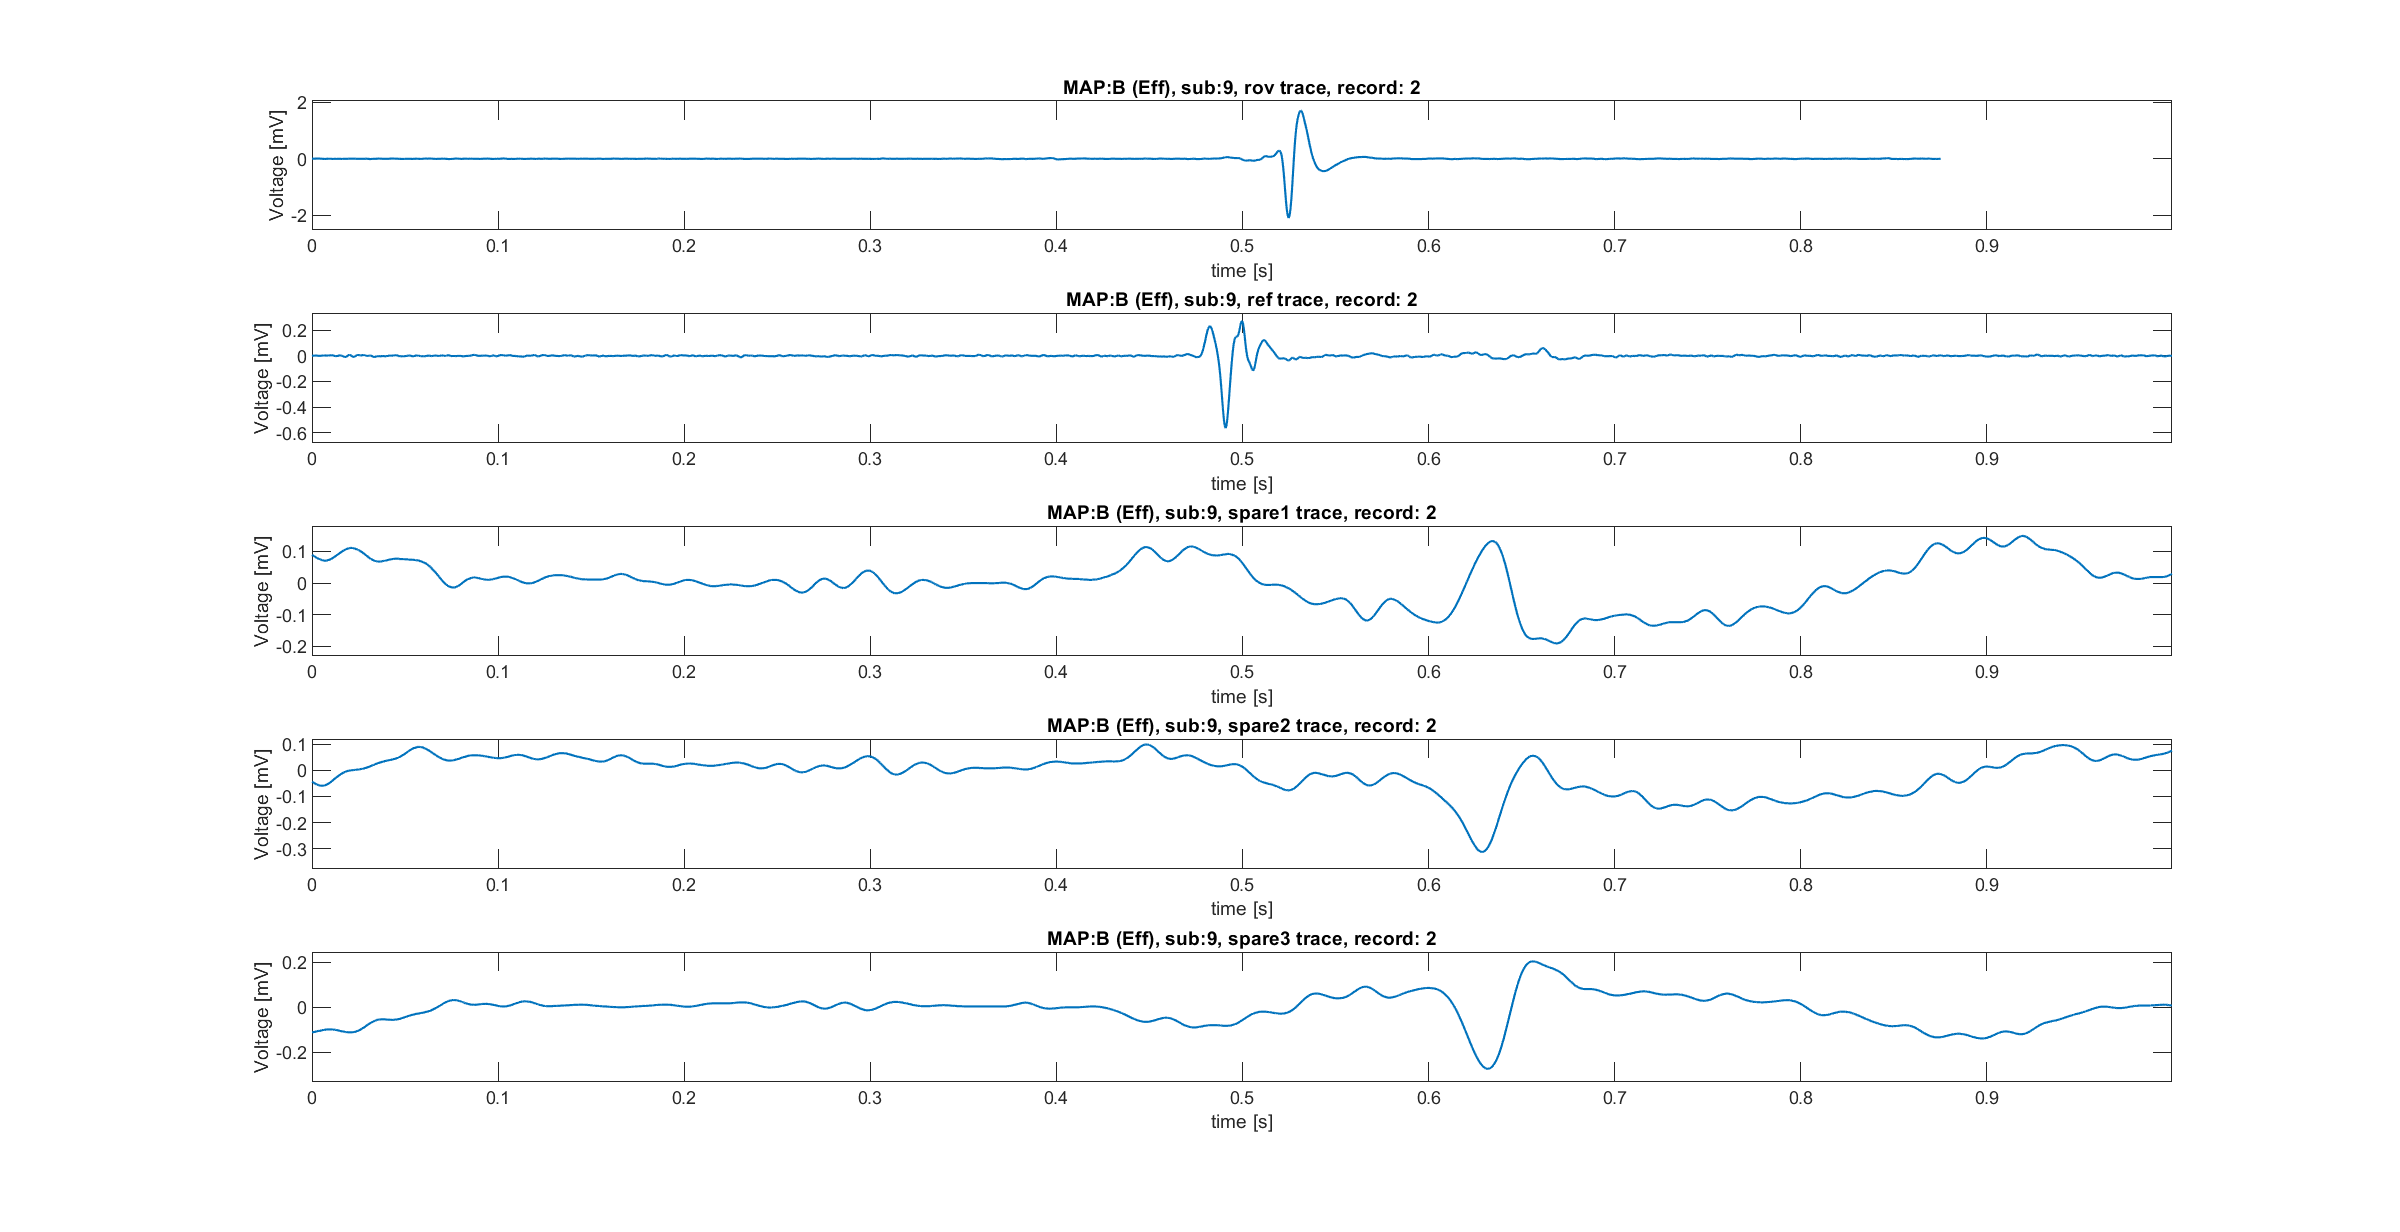 MAP:B (Eff), sub:9, rov trace, record: 2
Voltage [mV]
2
0
-2
0 0.1 0.2 0.3 0.4 0.5 0.6 0.7 0.8 0.9
time [s]
MAP:B (Eff), sub:9, ref trace, record: 2
Voltage [mV]
0.2
0
-0.2
-0.4
-0.6
0 0.1 0.2 0.3 0.4 0.5 0.6 0.7 0.8 0.9
time [s]
MAP:B (Eff), sub:9, spare1 trace, record: 2
Voltage [mV]
0.1
0
-0.1
-0.2
0 0.1 0.2 0.3 0.4 0.5 0.6 0.7 0.8 0.9
time [s]
MAP:B (Eff), sub:9, spare2 trace, record: 2
Voltage [mV]
0.1
0
-0.1
-0.2
-0.3
0 0.1 0.2 0.3 0.4 0.5 0.6 0.7 0.8 0.9
time [s]
MAP:B (Eff), sub:9, spare3 trace, record: 2
Voltage [mV]
0.2
0
-0.2
0 0.1 0.2 0.3 0.4 0.5 0.6 0.7 0.8 0.9
time [s]